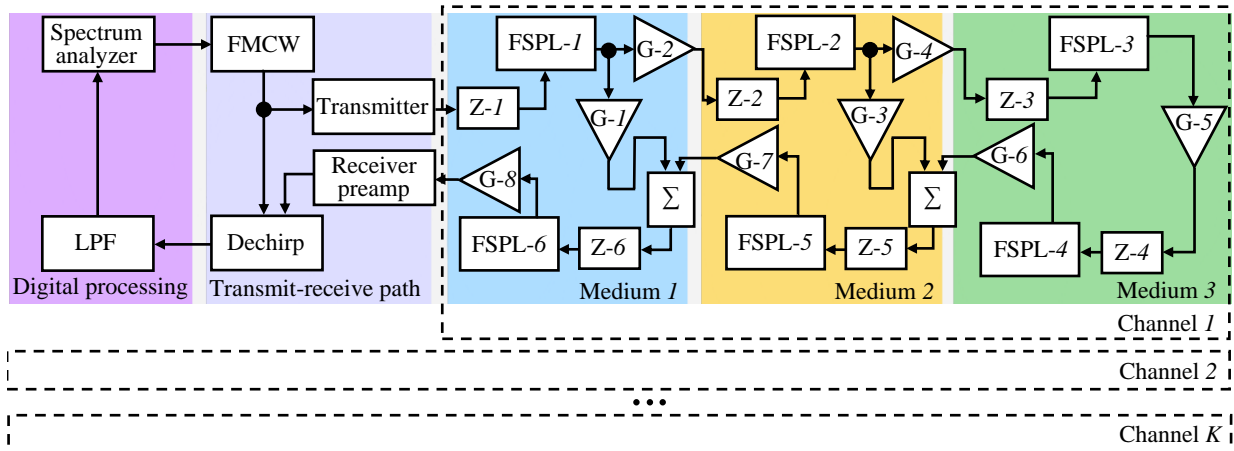 Spectrum
analyzer
LPF
Digital processing
FMCW
Transmitter
Receiver
preamp
Dechirp
Transmit-receive path
Z-1
FSPL-1
G-2
G-1
G-8
Σ
FSPL-6
Z-6
Medium 1
Z-2
FSPL-2
G-4
G-3
G-7
Σ
FSPL-5
Z-5
Medium 2
Z-3
FSPL-3
G-5
G-6
FSPL-4
Z-4
Medium 3
Channel 1
Channel 2
...
Channel K